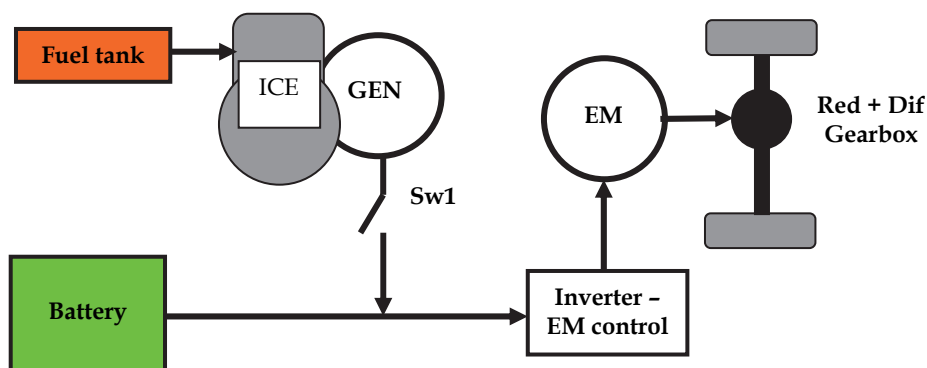 Fuel tank
ICE
GEN
EM
Red + Dif
Gearbox
Sw1
Battery
Inverter –
EM control